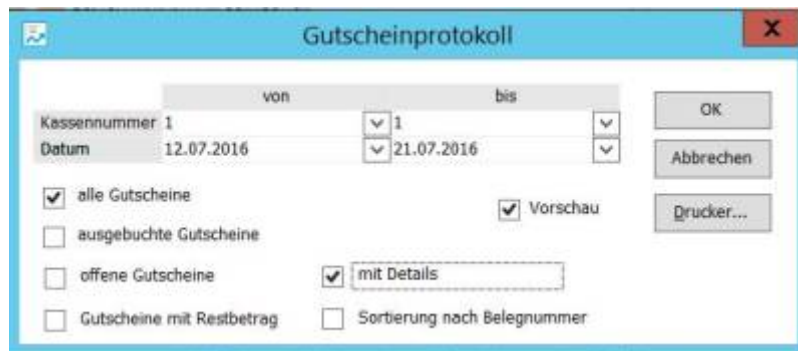 Gutscheinprotokoll
X
von bis
Kassennummer 1 1
OK
Datum 12.07.2016 21.07.2016
Abbrechen
alle Gutscheine
Vorschau
Drucker...
ausgebuchte Gutscheine
offene Gutscheine mit Details
Gutscheine mit Restbetrag Sortierung nach Belegnummer